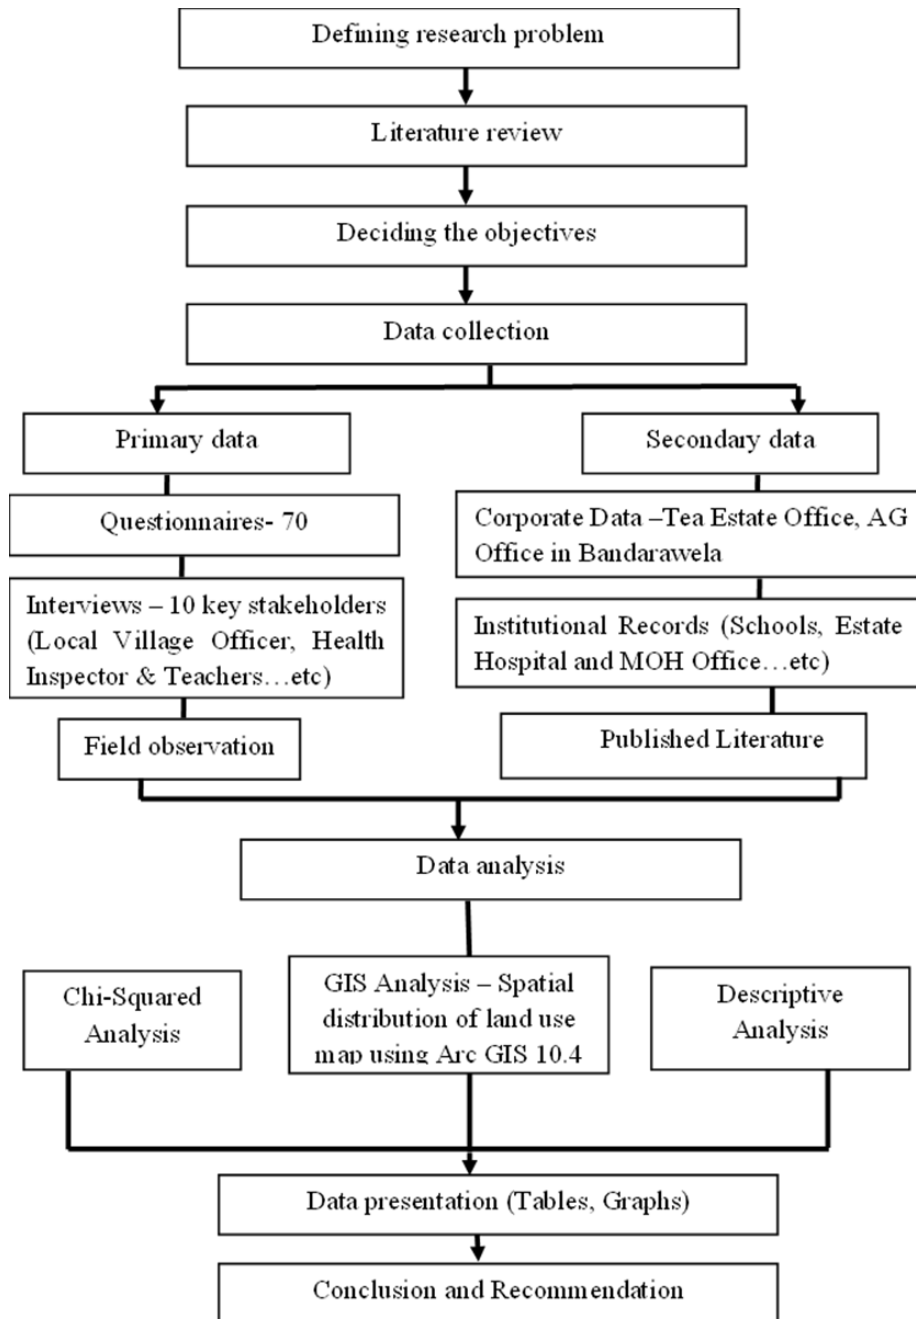 Defining research problem
Literature review
Deciding the objectives
Data collection
Primary data
Secondary data
Questionnaires- 70
Corporate Data –Tea Estate Office, AG
Office in Bandarawela
Interviews – 10 key stakeholders
(Local Village Officer, Health
Inspector & Teachers…etc)
Institutional Records (Schools, Estate
Hospital and MOH Office…etc)
Field observation
Published Literature
Data analysis
Chi-Squared
Analysis
GIS Analysis – Spatial
distribution of land use
map using Arc GIS 10.4
Descriptive
Analysis
Data presentation (Tables, Graphs)
Conclusion and Recommendation